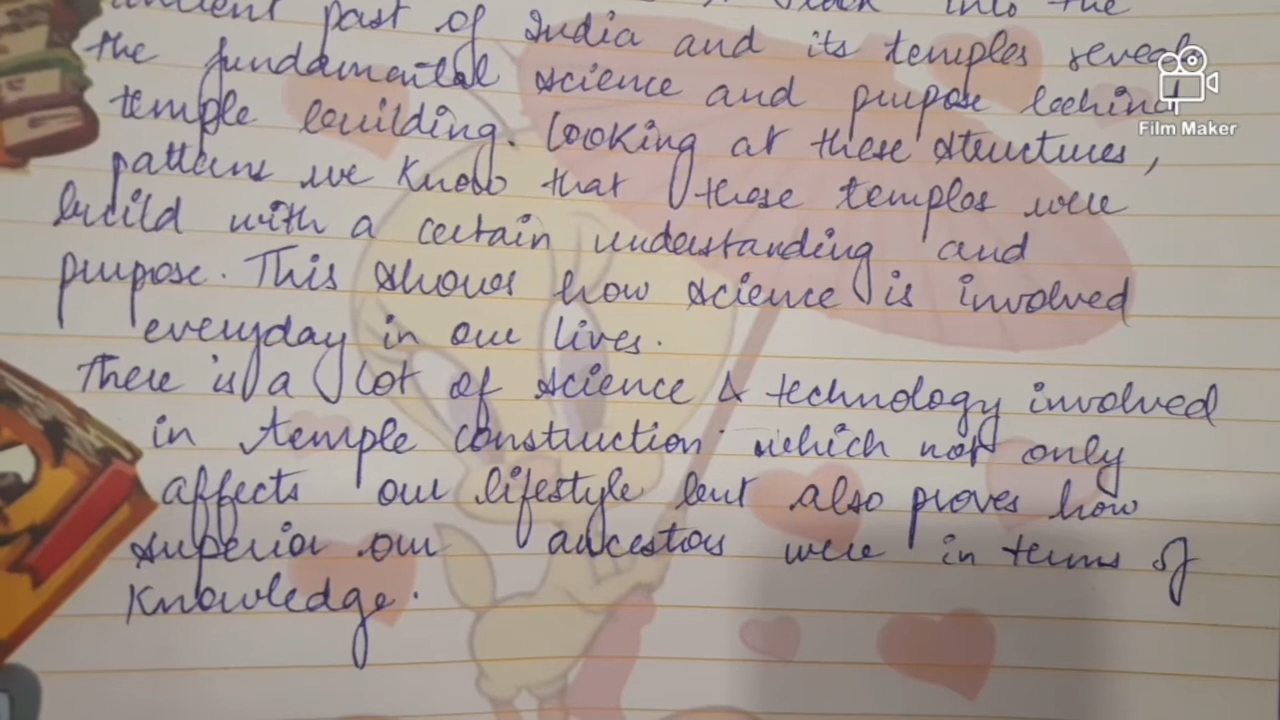 ancient past of India and its temples reveals
the fundamental science and purpose behind
temple building. Looking at these structures,
patterns we know that these temples were
build with a certain understanding and
purpose. This shows how science is involved
everyday in our lives.
There is a lot of science & technology involved
in temple construction which not only
affects our lifestyle but also proves how
superior our ancestors were in terms of
knowledge.
Film Maker